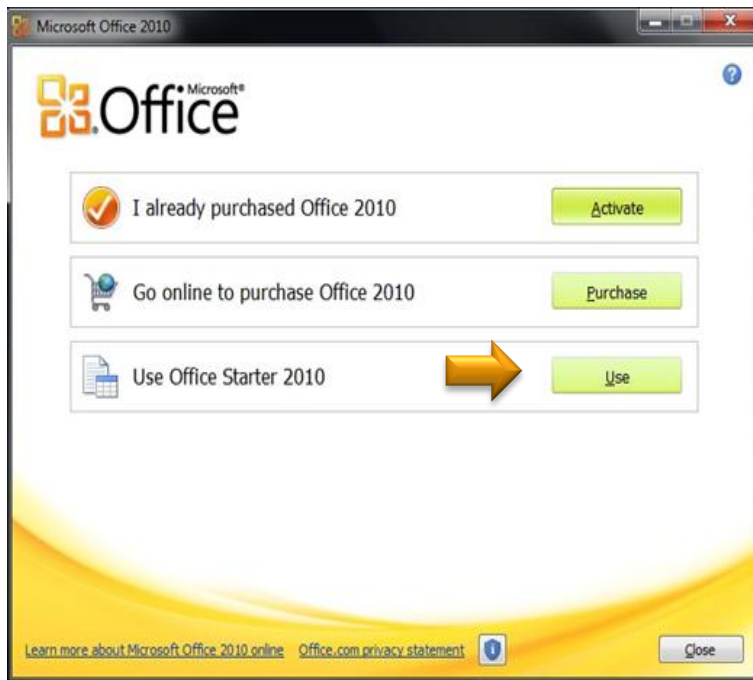 Microsoft Office 2010
Microsoft®
Office
I already purchased Office 2010
Activate
Go online to purchase Office 2010
Purchase
Use Office Starter 2010
Use
Learn more about Microsoft Office 2010 online
Office.com privacy statement
Close